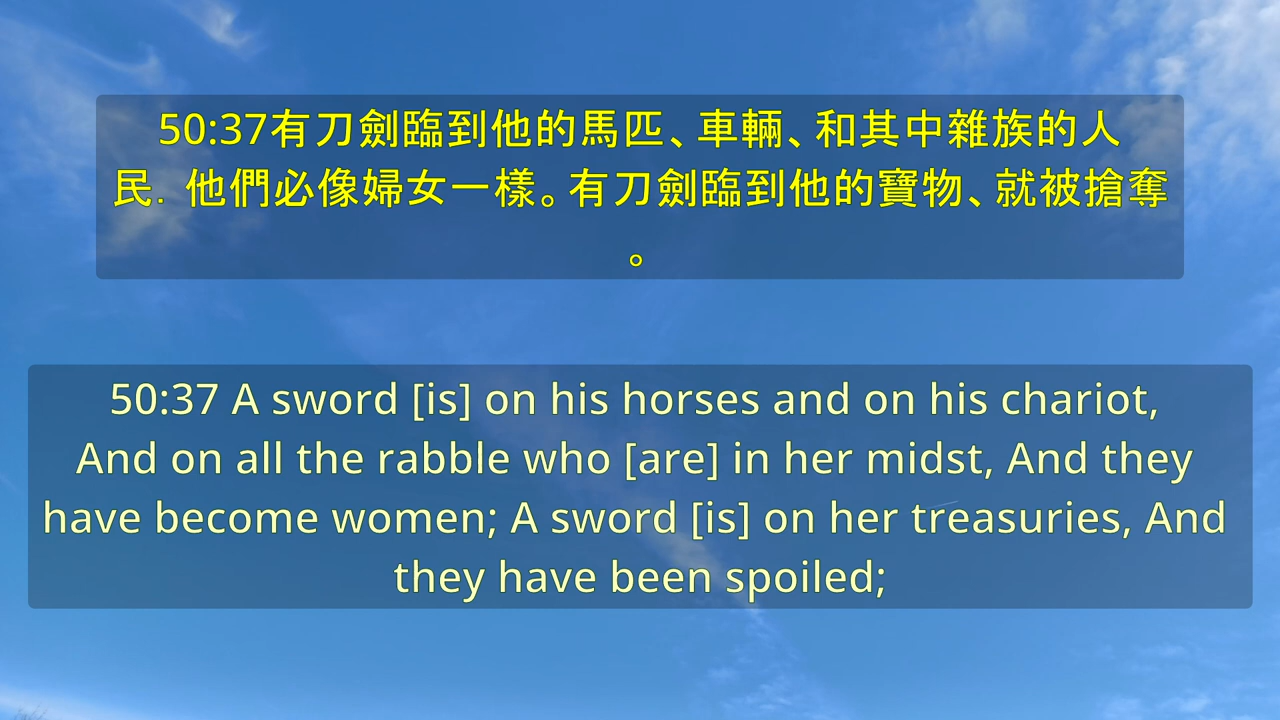 50:37有刀劍臨到他的馬匹、車輛、和其中雜族的人
民．他們必像婦女一樣。有刀劍臨到他的寶物、就被搶奪
。
50:37 A sword [is] on his horses and on his chariot,
And on all the rabble who [are] in her midst, And they
have become women; A sword [is] on her treasuries, And
they have been spoiled;